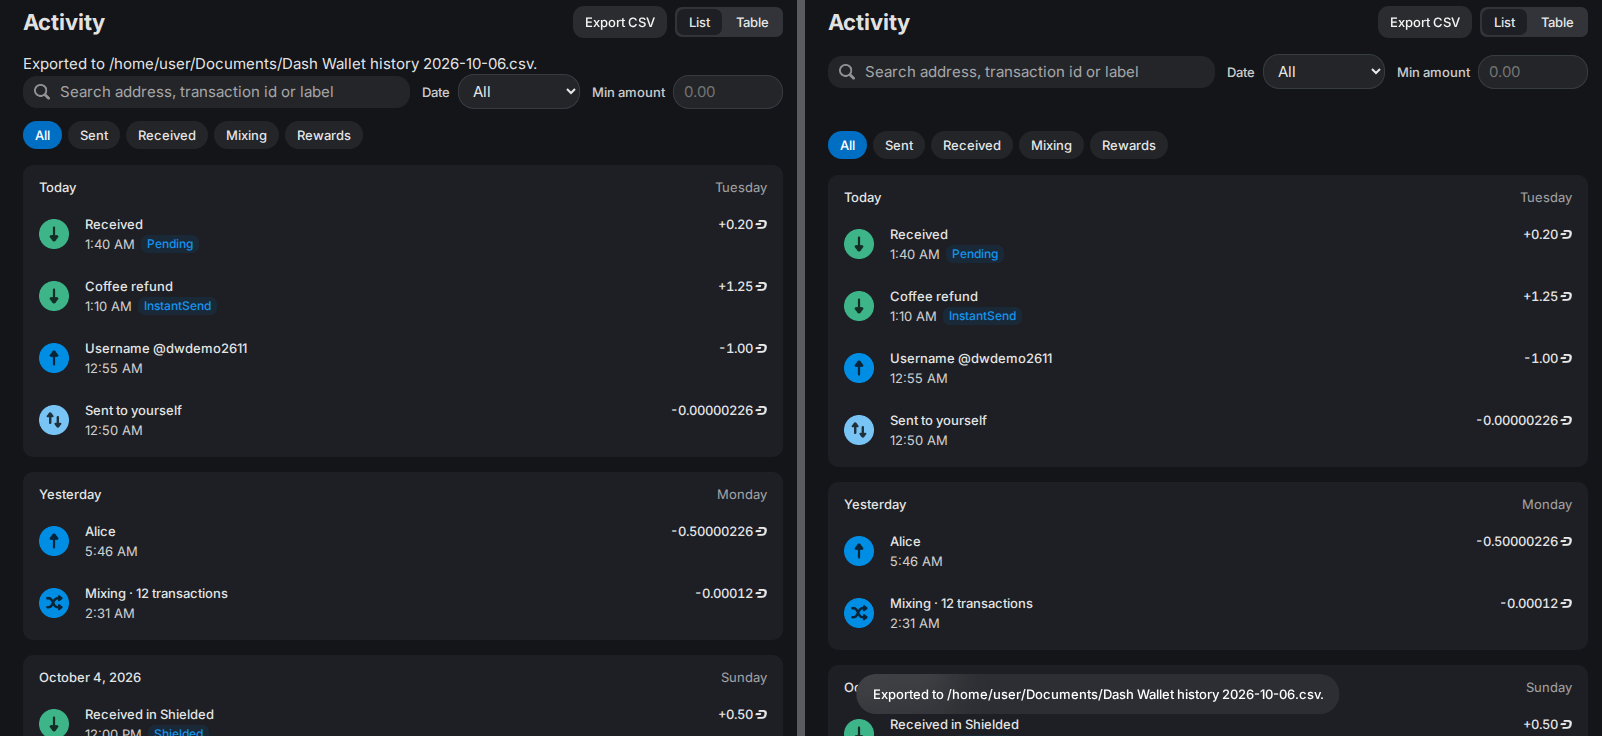 Activity
Export CSV
List
Table
Exported to /home/user/Documents/Dash Wallet history 2026-10-06.csv.
Search address, transaction id or label
Date
All
Min amount
0.00
All
Sent
Received
Mixing
Rewards
Today
Tuesday
Received
+0.20
1:40 AM
Pending
Coffee refund
+1.25
1:10 AM
InstantSend
Username @dwdemo2611
-1.00
12:55 AM
Sent to yourself
-0.00000226
12:50 AM
Yesterday
Monday
Alice
-0.50000226
5:46 AM
Mixing · 12 transactions
-0.00012
2:31 AM
October 4, 2026
Sunday
Received in Shielded
+0.50
12:00 PM
Shielded
Activity
Export CSV
List
Table
Search address, transaction id or label
Date
All
Min amount
0.00
All
Sent
Received
Mixing
Rewards
Today
Tuesday
Received
+0.20
1:40 AM
Pending
Coffee refund
+1.25
1:10 AM
InstantSend
Username @dwdemo2611
-1.00
12:55 AM
Sent to yourself
-0.00000226
12:50 AM
Yesterday
Monday
Alice
-0.50000226
5:46 AM
Mixing · 12 transactions
-0.00012
2:31 AM
Sunday
Exported to /home/user/Documents/Dash Wallet history 2026-10-06.csv.
Received in Shielded
+0.50